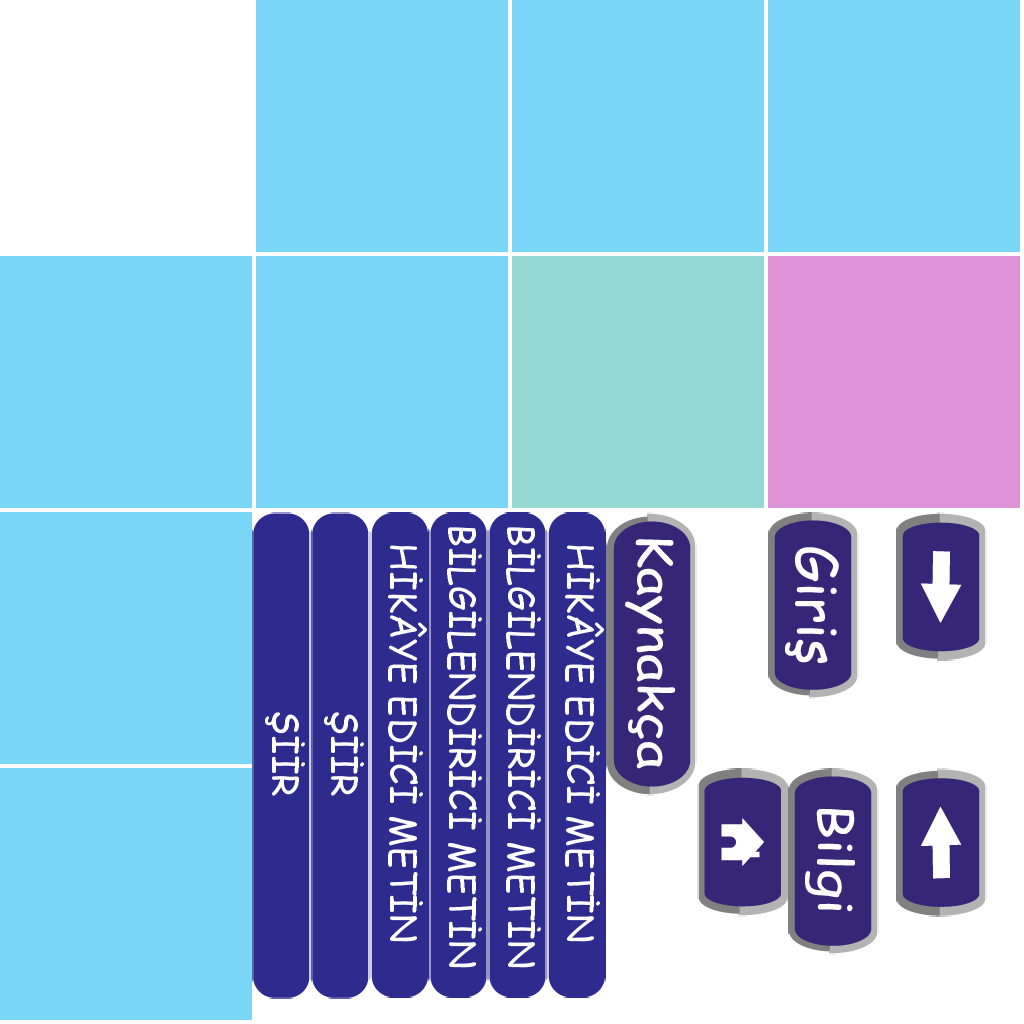 ŞİİR
ŞİİR
HİKÂYE EDİCİ METİN
BİLGİLENDİRİCİ METİN
BİLGİLENDİRİCİ METİN
HİKÂYE EDİCİ METİN
Kaynakça
Giriş
Bilgi